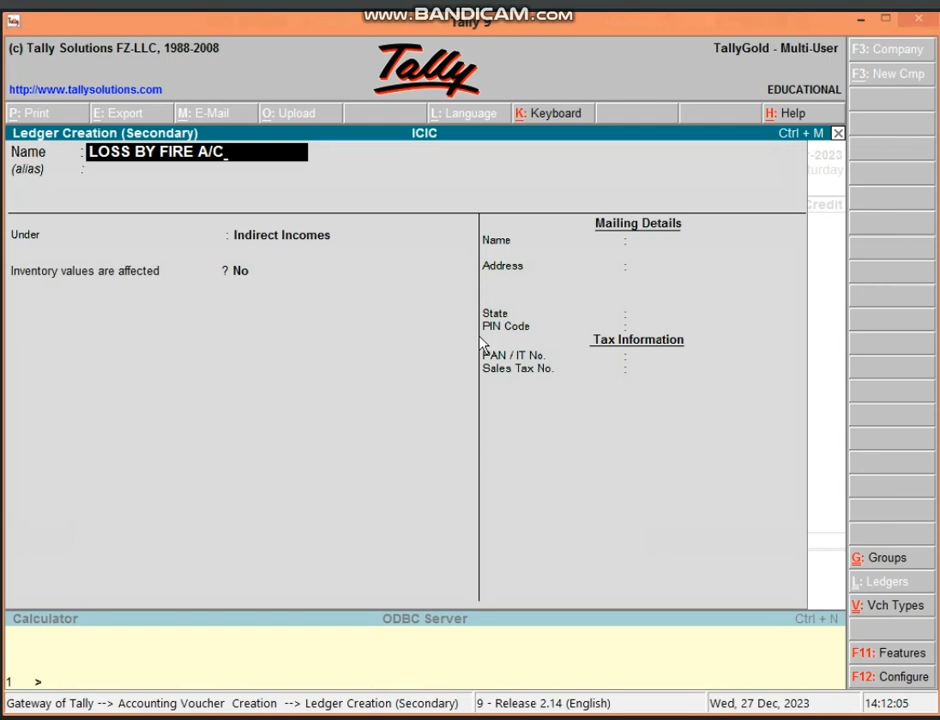 www.BANDICAM.com
Tally 9
(c) Tally Solutions FZ-LLC, 1988-2008
Tally
TallyGold - Multi-User
http://www.tallysolutions.com
EDUCATIONAL
P: Print
E: Export
M: E-Mail
O: Upload
L: Language
K: Keyboard
H: Help
Ledger Creation (Secondary)
ICIC
Ctrl + M
Name : LOSS BY FIRE A/C
(alias) :
-2023
turday
Credit
Under : Indirect Incomes
Inventory values are affected ? No
Mailing Details
Name :
Address :
State :
PIN Code :
Tax Information
PAN / IT No. :
Sales Tax No. :
F3: Company
F3: New Cmp
G: Groups
L: Ledgers
V: Vch Types
F11: Features
F12: Configure
Calculator
ODBC Server
Ctrl + N
1 >
Gateway of Tally --> Accounting Voucher Creation --> Ledger Creation (Secondary)
9 - Release 2.14 (English)
Wed, 27 Dec, 2023
14:12:05